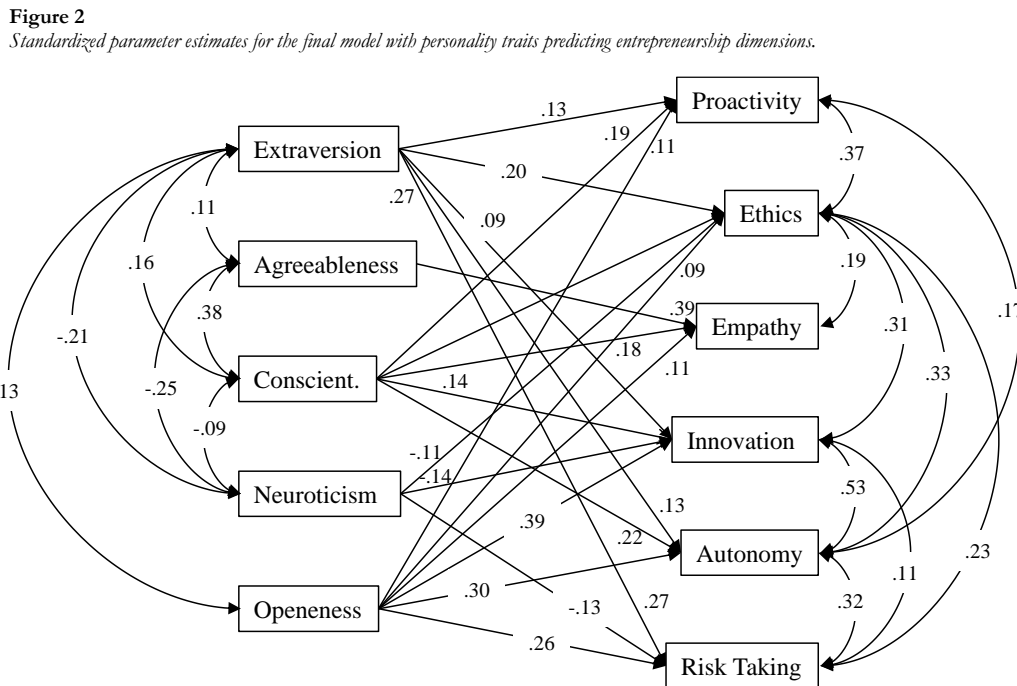 Figure 2
Standardized parameter estimates for the final model with personality traits predicting entrepreneurship dimensions.
Proactivity
.13
.19
.11
Extraversion
.37
.20
.27
.11
.09
Ethics
.16
Agreeableness
.09
.19
.38
.39
Empathy
.17
.31
-.21
.18
.11
.33
Conscient.
.14
-.25
13
-.09
-.11
Innovation
-.14
Neuroticism
.53
.39
.13
.22
Autonomy
.23
.11
.30
-.13
.27
.32
Openeness
.26
Risk Taking